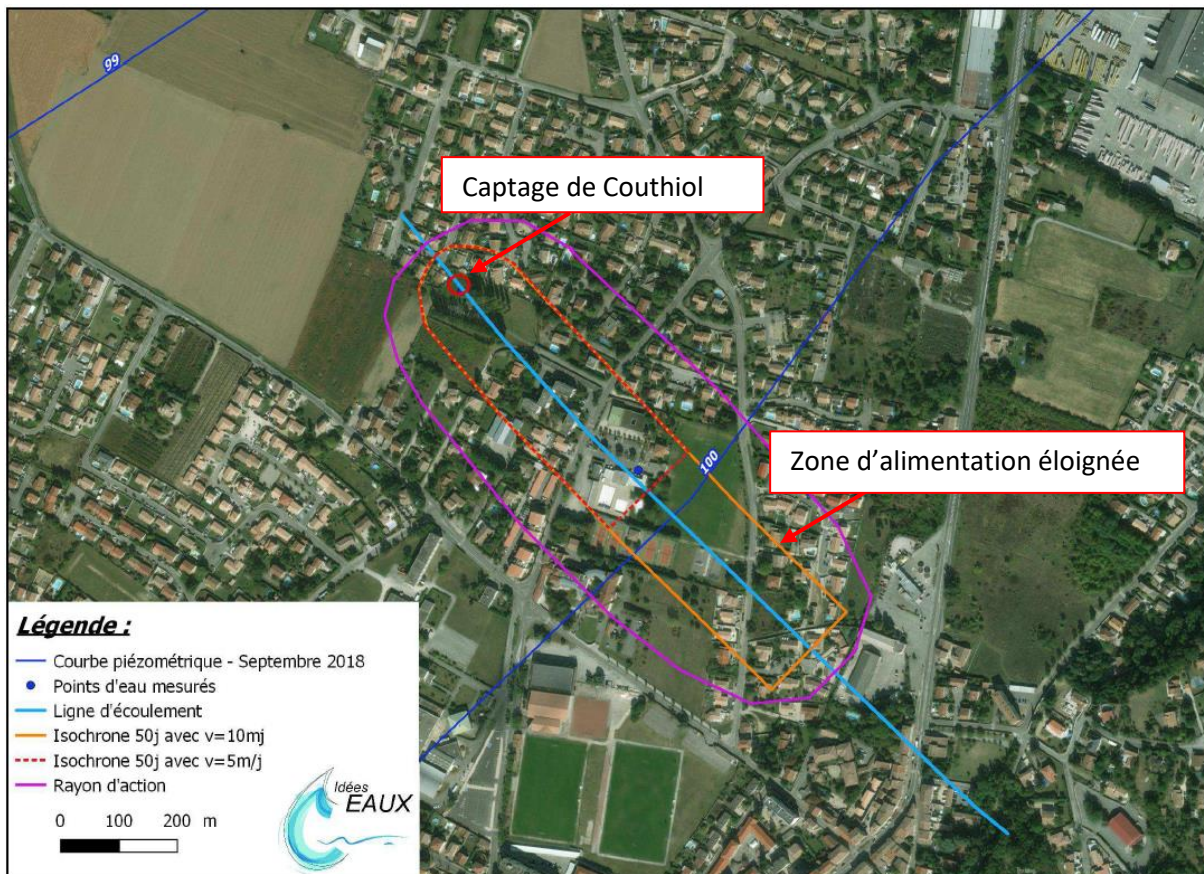 99
Captage de Couthiol
100
Zone d'alimentation éloignée
Légende :
Courbe piézométrique - Septembre 2018
Points d'eau mesurés
Ligne d'écoulement
Isochrone 50j avec v=10mj
Isochrone 50j avec v=5m/j
Rayon d'action
0 100 200 m
Idées
EAUX